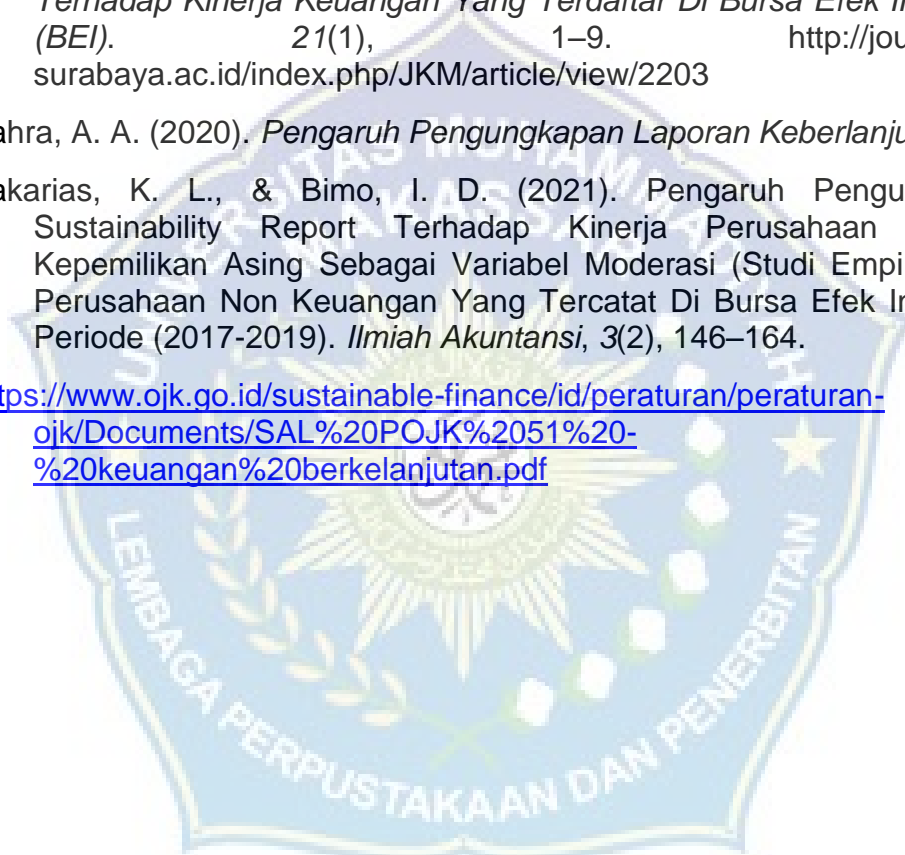 Terhadap Kinerja Keuangan Yang Terdaftar Di Bursa Efek In
(BEI). 21(1), 1–9. http://jou
surabaya.ac.id/index.php/JKM/article/view/2203
ahra, A. A. (2020). Pengaruh Pengungkapan Laporan Keberlanju
akarias, K. L., & Bimo, I. D. (2021). Pengaruh Pengu
Sustainability Report Terhadap Kinerja Perusahaan
Kepemilikan Asing Sebagai Variabel Moderasi (Studi Empi
Perusahaan Non Keuangan Yang Tercatat Di Bursa Efek In
Periode (2017-2019). Ilmiah Akuntansi, 3(2), 146–164.
tps://www.ojk.go.id/sustainable-finance/id/peraturan/peraturan-
ojk/Documents/SAL%20POJK%2051%20-
%20keuangan%20berkelanjutan.pdf
UNIVERSITAS MUHAMMADIYAH
MAKASSAR
LEMBAGA PERPUSTAKAAN DAN PENERBITAN